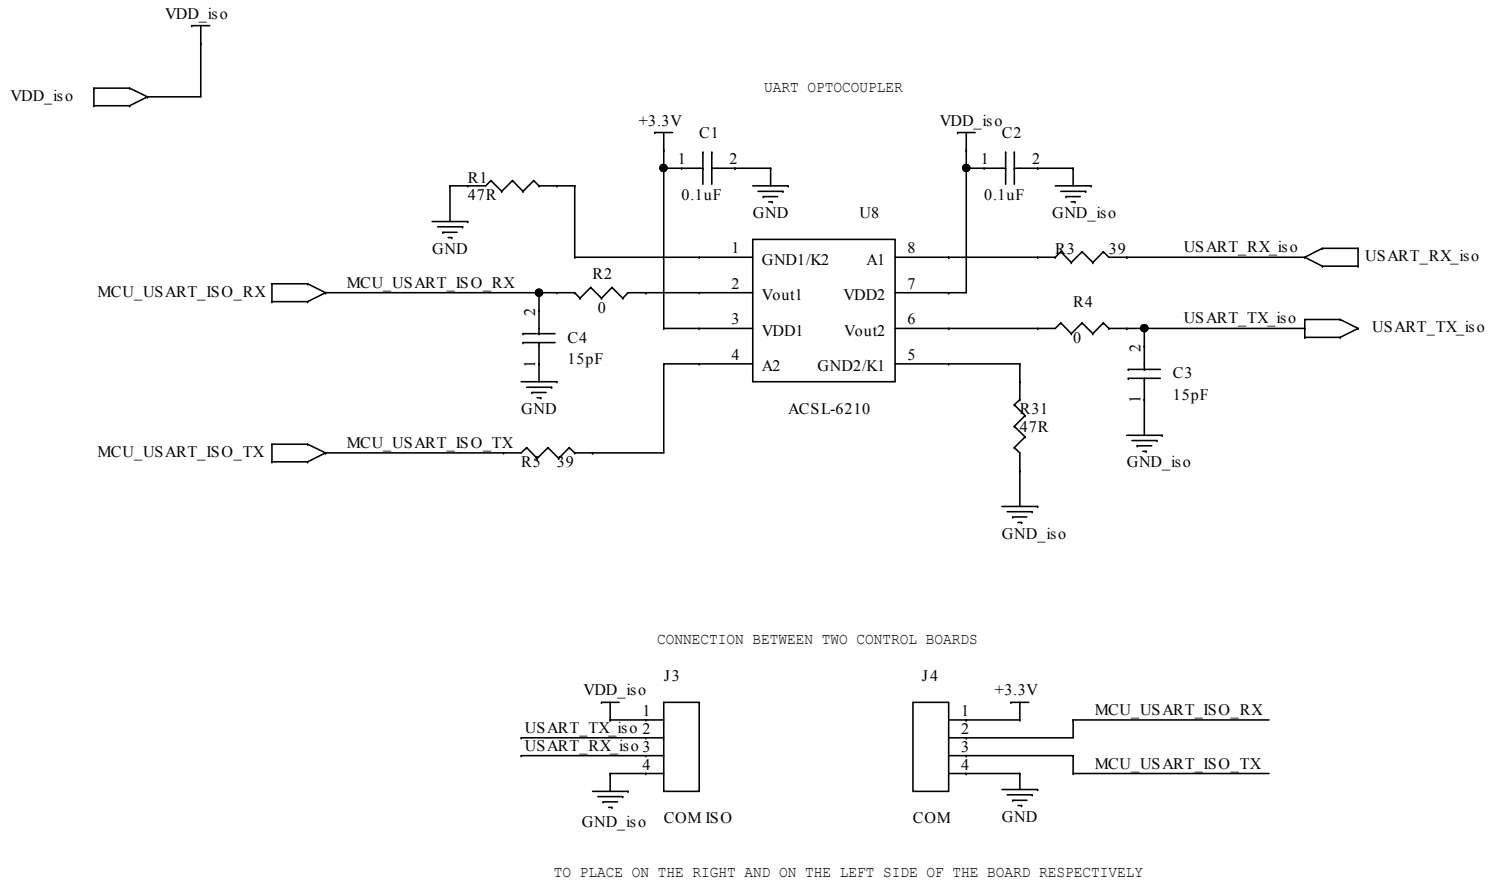 VDD_iso
VDD_iso
UART OPTOCOUPLER
+3.3V
C1
1 2
0.1uF
GND
VDD_iso
C2
1 2
0.1uF
GND_iso
R1
47R
GND
U8
1 GND1/K2
2 Vout1
3 VDD1
4 A2
A1 8
VDD2 7
Vout2 6
GND2/K1 5
ACSL-6210
R3 39
USART_RX_iso
USART_RX_iso
MCU_USART_ISO_RX
MCU_USART_ISO_RX
R2
0
2
C4
15pF
1
GND
R4
0
USART_TX_iso
USART_TX_iso
2
C3
15pF
1
GND_iso
MCU_USART_ISO_TX
MCU_USART_ISO_TX
R5 39
R31
47R
GND_iso
CONNECTION BETWEEN TWO CONTROL BOARDS
J3
VDD_iso
1
USART_TX_iso 2
USART_RX_iso 3
4
GND_iso
COM ISO
J4
+3.3V
1
2
3
4
MCU_USART_ISO_RX
MCU_USART_ISO_TX
COM
GND
TO PLACE ON THE RIGHT AND ON THE LEFT SIDE OF THE BOARD RESPECTIVELY